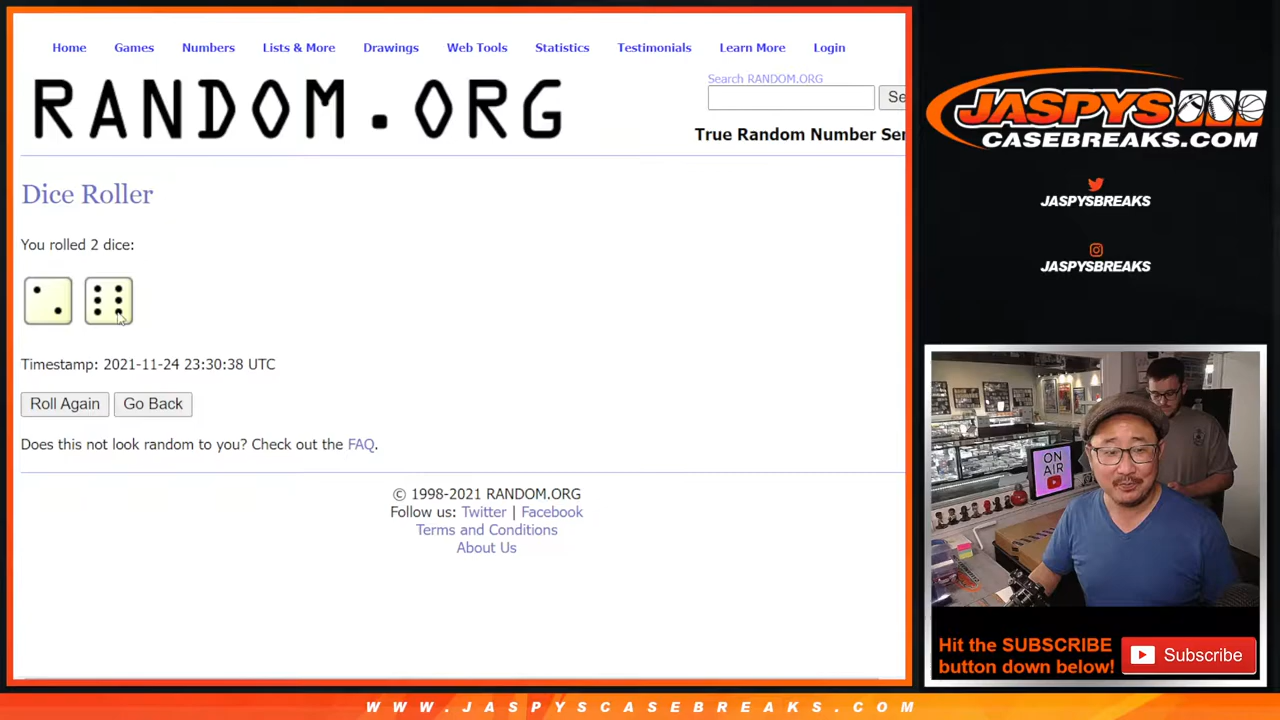 Home Games Numbers Lists & More Drawings Web Tools Statistics Testimonials Learn More Login
Search RANDOM.ORG
RANDOM.ORG
Se
True Random Number Ser
Dice Roller
You rolled 2 dice:
Timestamp: 2021-11-24 23:30:38 UTC
Roll Again Go Back
Does this not look random to you? Check out the FAQ.
© 1998-2021 RANDOM.ORG
Follow us: Twitter | Facebook
Terms and Conditions
About Us
JASPYS
CASEBREAKS.COM
JASPYSBREAKS
JASPYSBREAKS
ON
AIR
Hit the SUBSCRIBE
button down below!
Subscribe
WWW.JASPYSCASEBREAKS.COM